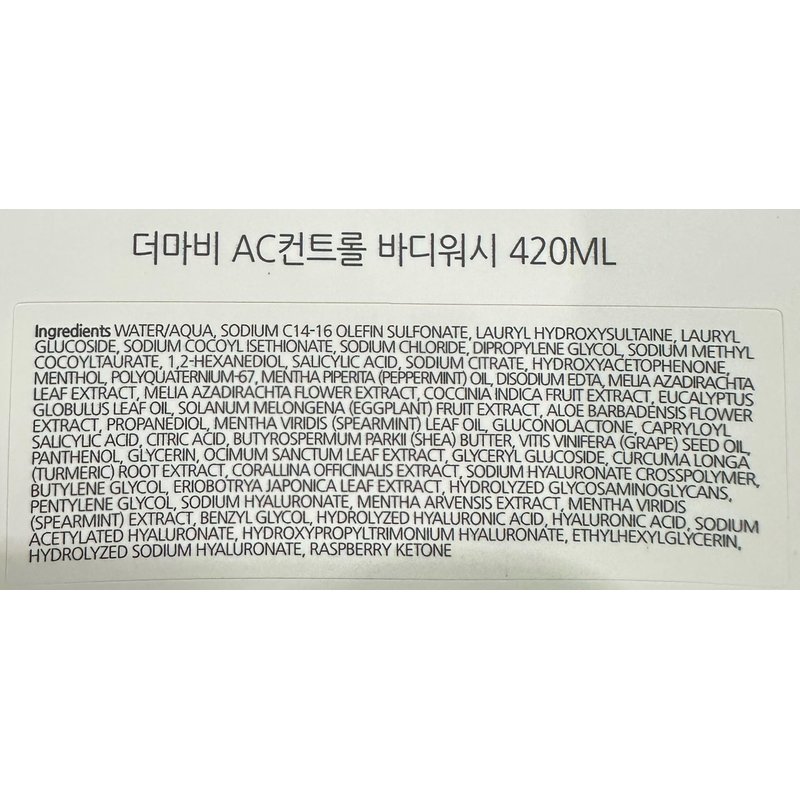 더마비 AC컨트롤 바디워시 420ML
Ingredients WATER/AQUA, SODIUM C14-16 OLEFIN SULFONATE, LAURYL HYDROXYSULTAINE, LAURYL
GLUCOSIDE, SODIUM COCOYL ISETHIONATE, SODIUM CHLORIDE, DIPROPYLENE GLYCOL, SODIUM METHYL
COCOYLTAURATE, 1,2-HEXANEDIOL, SALICYLIC ACID, SODIUM CITRATE, HYDROXYACETOPHENONE,
MENTHOL, POLYQUATERNIUM-67, MENTHA PIPERITA (PEPPERMINT) OIL, DISODIUM EDTA, MELIA AZADIRACHTA
LEAF EXTRACT, MELIA AZADIRACHTA FLOWER EXTRACT, COCCINIA INDICA FRUIT EXTRACT, EUCALYPTUS
GLOBULUS LEAF OIL, SOLANUM MELONGENA (EGGPLANT) FRUIT EXTRACT, ALOE BARBADENSIS FLOWER
EXTRACT, PROPANEDIOL, MENTHA VIRIDIS (SPEARMINT) LEAF OIL, GLUCONOLACTONE, CAPRYLOYL
SALICYLIC ACID, CITRIC ACID, BUTYROSPERMUM PARKII (SHEA) BUTTER, VITIS VINIFERA (GRAPE) SEED OIL,
PANTHENOL, GLYCERIN, OCIMUM SANCTUM LEAF EXTRACT, GLYCERYL GLUCOSIDE, CURCUMA LONGA
(TURMERIC) ROOT EXTRACT, CORALLINA OFFICINALIS EXTRACT, SODIUM HYALURONATE CROSSPOLYMER,
BUTYLENE GLYCOL, ERIOBOTRYA JAPONICA LEAF EXTRACT, HYDROLYZED GLYCOSAMINOGLYCANS,
PENTYLENE GLYCOL, SODIUM HYALURONATE, MENTHA ARVENSIS EXTRACT, MENTHA VIRIDIS
(SPEARMINT) EXTRACT, BENZYL GLYCOL, HYDROLYZED HYALURONIC ACID, HYALURONIC ACID, SODIUM
ACETYLATED HYALURONATE, HYDROXYPROPYLTRIMONIUM HYALURONATE, ETHYLHEXYLGLYCERIN,
HYDROLYZED SODIUM HYALURONATE, RASPBERRY KETONE